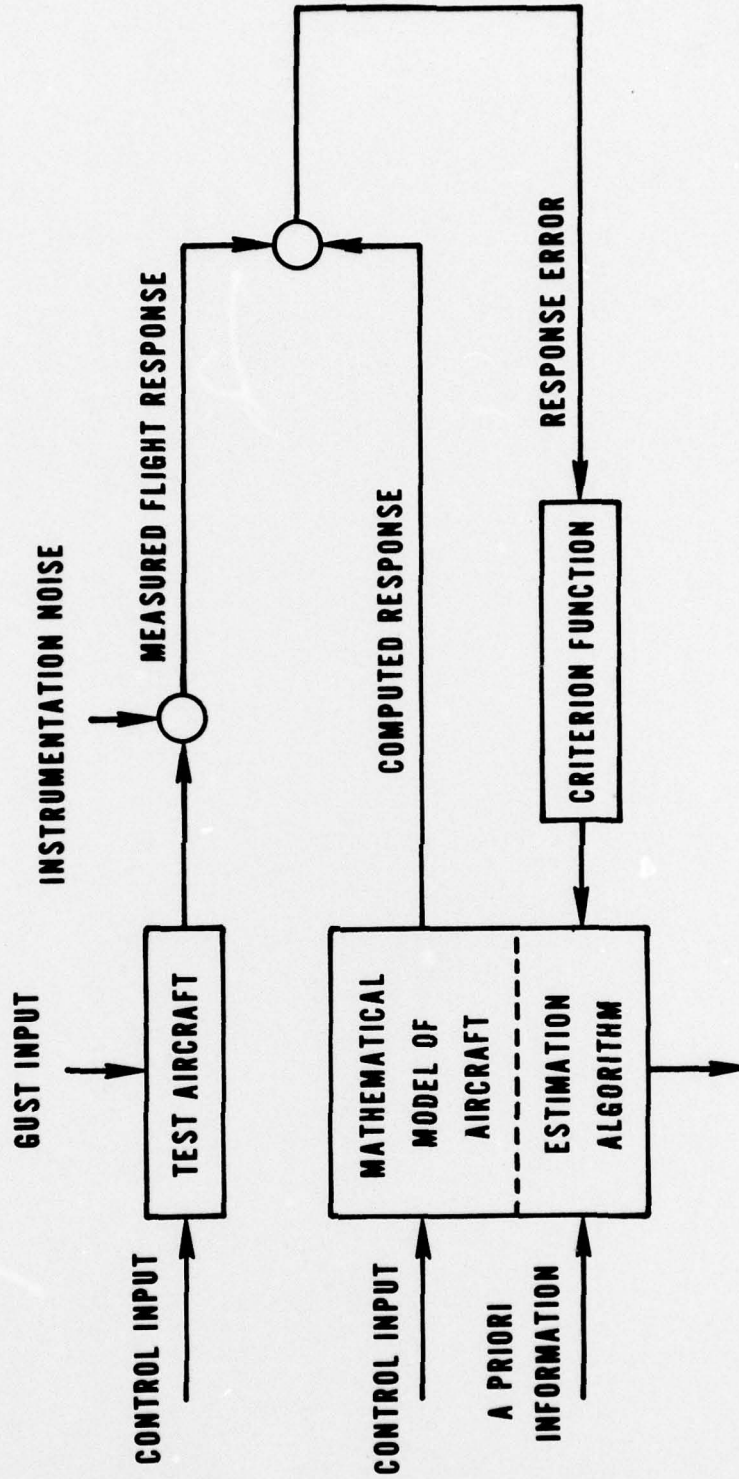 GUST INPUT
INSTRUMENTATION NOISE
CONTROL INPUT
TEST AIRCRAFT
MEASURED FLIGHT RESPONSE
CONTROL INPUT
MATHEMATICAL
MODEL OF
AIRCRAFT
COMPUTED RESPONSE
A PRIORI
INFORMATION
ESTIMATION
ALGORITHM
CRITERION FUNCTION
RESPONSE ERROR